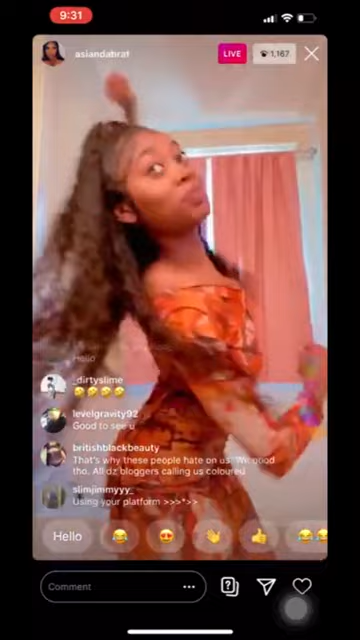 9:31
asiandabrat
LIVE
1,167
Hello
_dirtyslime
🤣🤣🤣🤣
levelgravity92
Good to see u
britishblackbeauty
That's why these people hate on us. We good
tho. All dz bloggers calling us coloured
slimjimmyyy_
Using your platform >>>*>>
Hello 😂 😍 👏 👍 😂😂
Comment